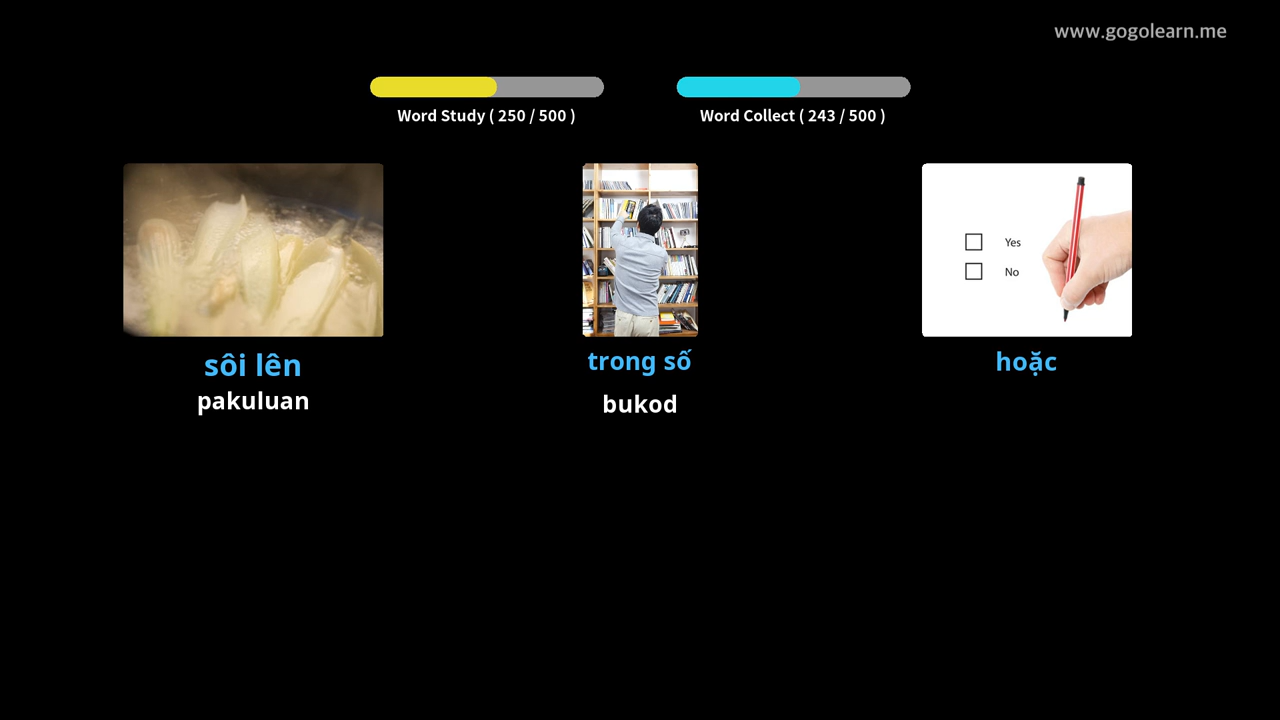 www.gogolearn.me
Word Study ( 250 / 500 )
Word Collect ( 243 / 500 )
Yes
No
sôi lên
trong số
hoặc
pakuluan
bukod